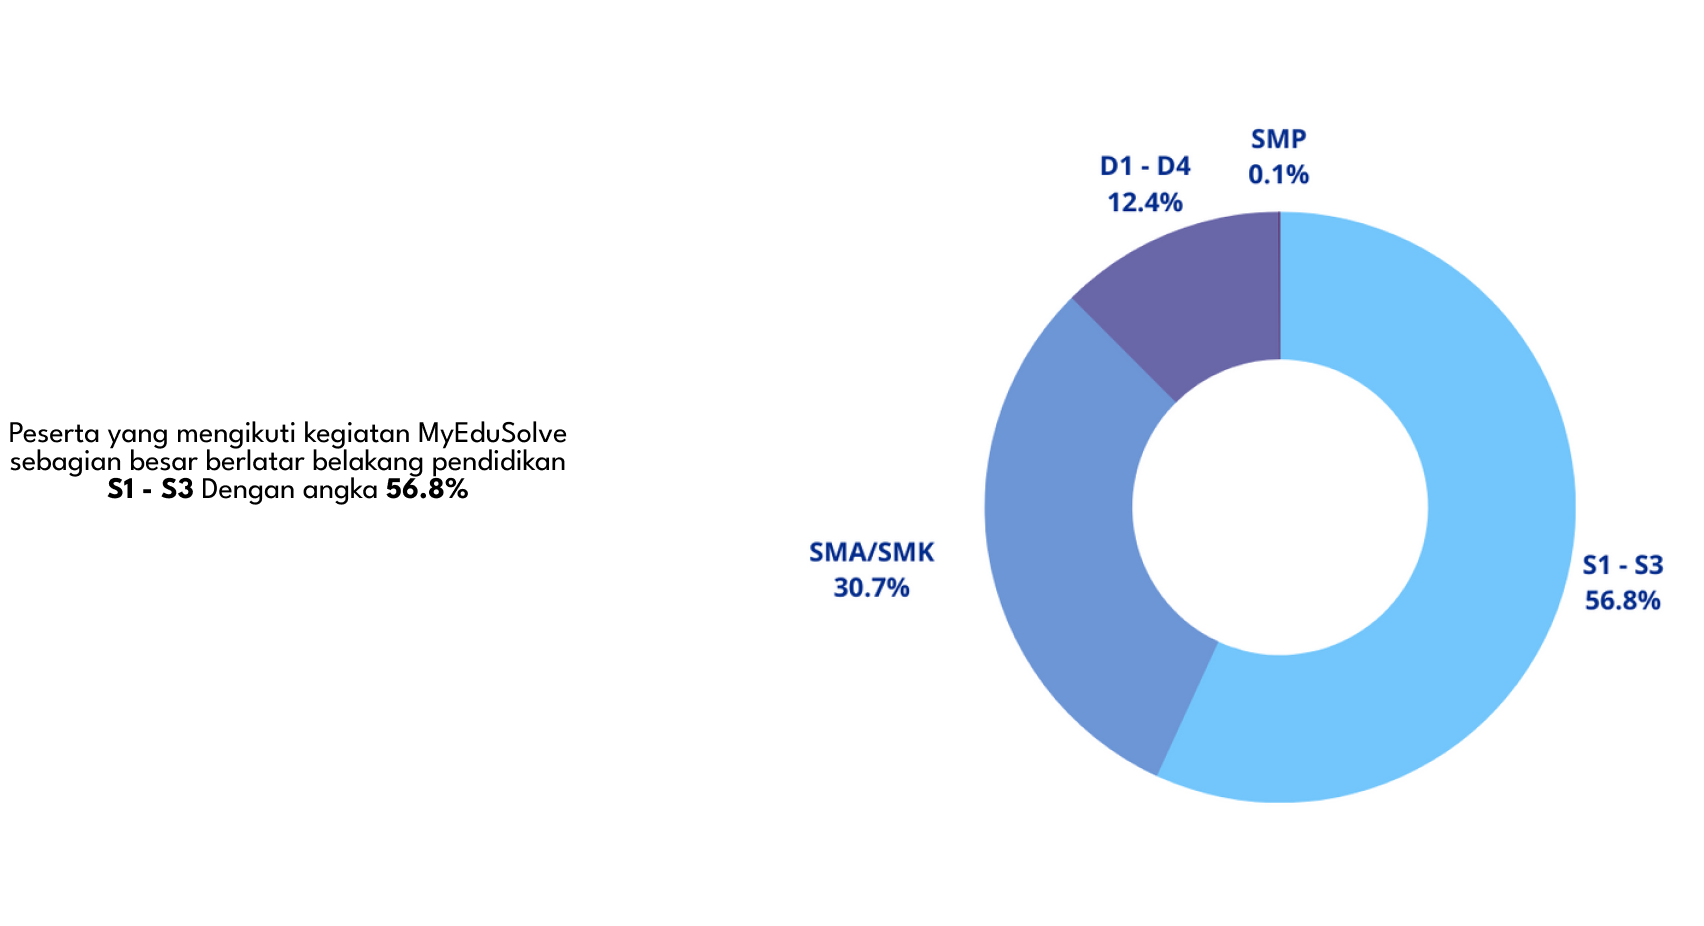 Peserta yang mengikuti kegiatan MyEduSolve
sebagian besar berlatar belakang pendidikan
S1 - S3 Dengan angka 56.8%
SMP
0.1%
D1 - D4
12.4%
SMA/SMK
30.7%
S1 - S3
56.8%